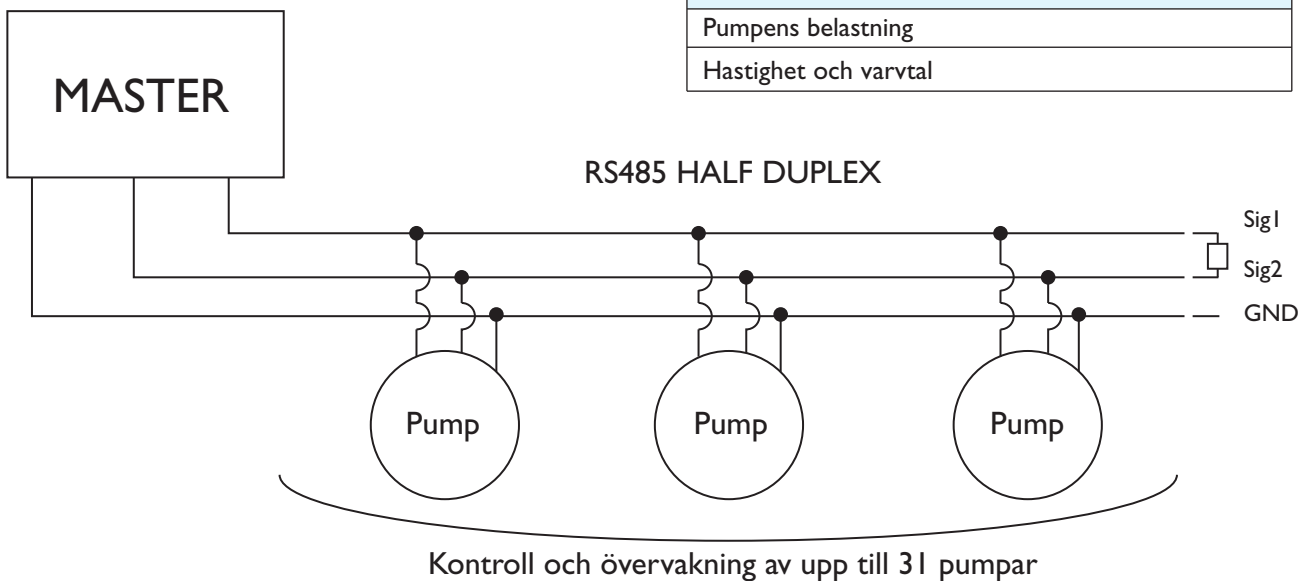 Pumpens belastning
Hastighet och varvtal
MASTER
RS485 HALF DUPLEX
Sig1
Sig2
GND
Pump
Pump
Pump
Kontroll och övervakning av upp till 31 pumpar